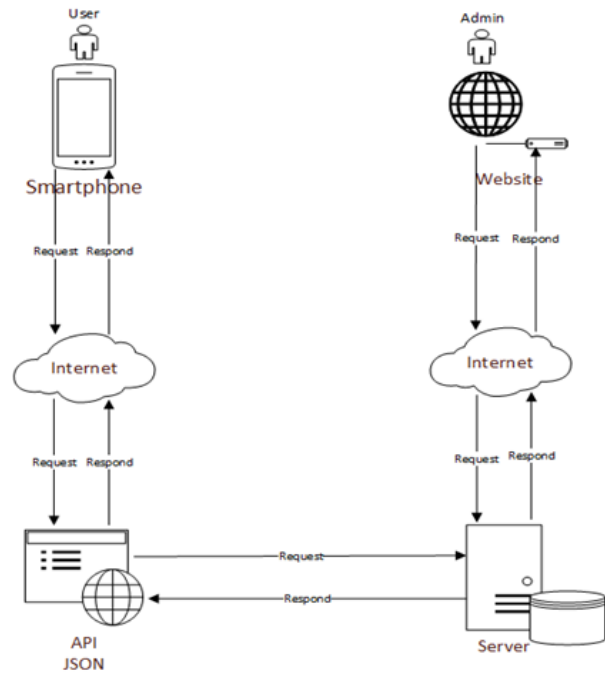 User
Admin
Smartphone
Website
Request
Respond
Request
Respond
Internet
Internet
Request
Respond
Request
Respond
Request
Respond
API
JSON
Server